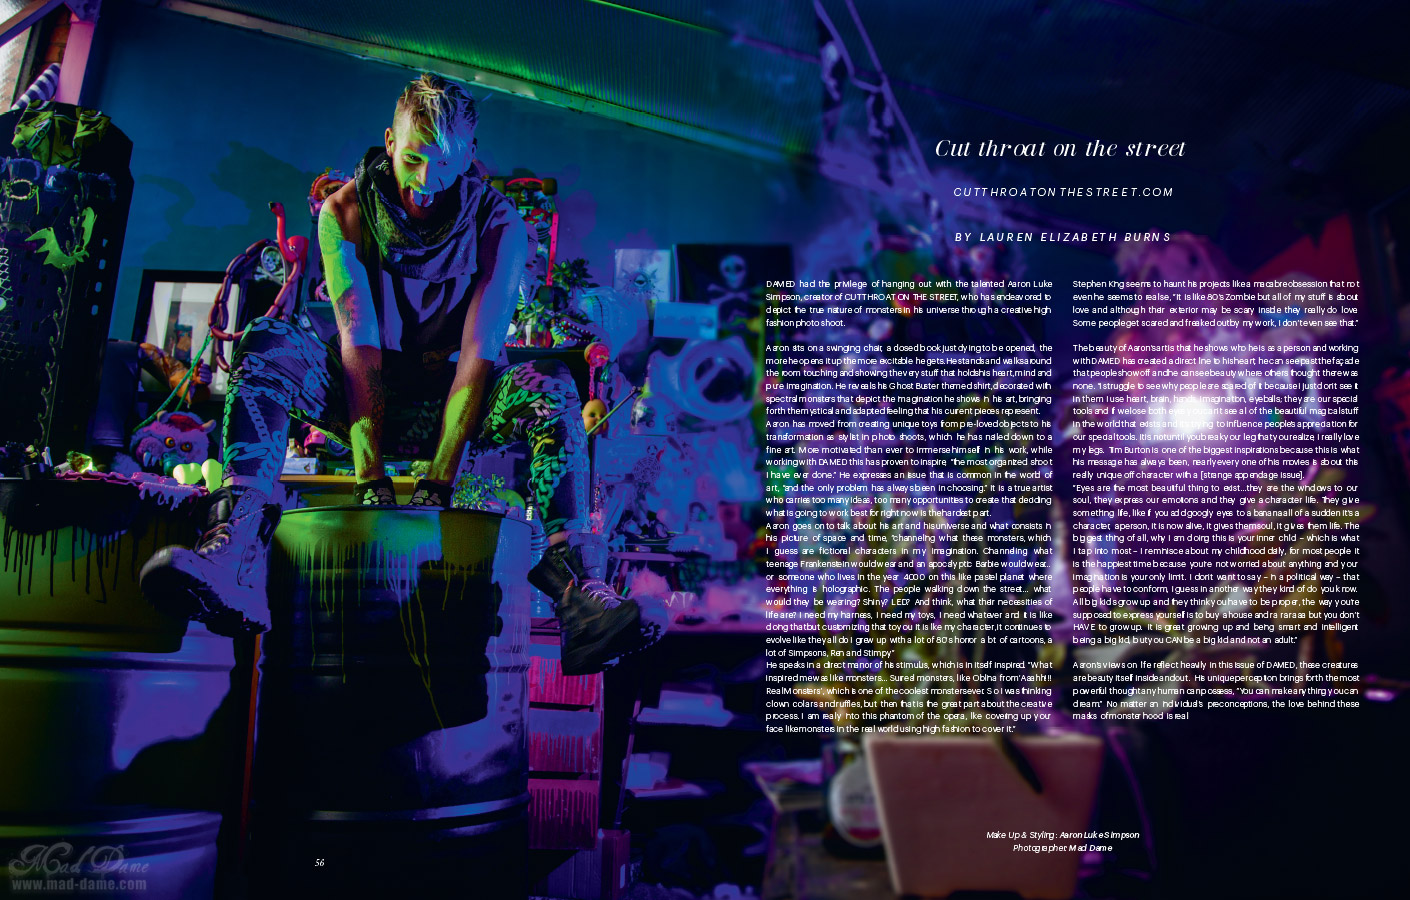 Cut throat on the street
CUTTHROATONTHESTREET.COM
BY LAUREN ELIZABETH BURNS
DAMED had the privilege of hanging out with the talented Aaron Luke
Simpson, creator of CUTTHROAT ON THE STREET, who has endeavored to
depict the true nature of monsters in his universe through a creative high
fashion photo shoot.
Aaron sits on a swinging chair, a closed book just dying to be opened, the
more he opens it up the more excitable he gets. He stands and walks around
the room touching and showing the very stuff that holds his heart, mind and
pure imagination. He reveals his Ghost Buster themed shirt, decorated with
spectral monsters that depict the imagination he shows in his art, bringing
forth the mystical and adapted feeling that his current pieces represent.
Aaron has moved from creating unique toys from pre-loved objects to his
transformation as stylist in photo shoots, which he has nailed down to a
fine art. More motivated than ever to immerse himself in his work, while
working with DAMED this has proven to inspire, "the most organized shoot
I have ever done." He expresses an issue that is common in the world of
art, "and the only problem has always been in choosing." It is a true artist
who carries too many ideas, too many opportunities to create that deciding
what is going to work best for right now is the hardest part.
Aaron goes on to talk about his art and his universe and what consists in
his picture of space and time, "channeling what these monsters, which
I guess are fictional characters in my imagination. Channeling what
teenage Frankenstein would wear and an apocalyptic Barbie would wear...
or someone who lives in the year 4000 on this like pastel planet where
everything is holographic. The people walking down the street... what
would they be wearing? Shiny? LED? And think, what their necessities of
life are? I need my harness, I need my toys, I need whatever and it is like
doing that but customizing that toy ou it is like my character, it continues to
evolve like they all do I grew up with a lot of 80's horror a bit of cartoons, a
lot of Simpsons, Ren and Stimpy"
He speaks in a direct manor of his stimulus, which is in itself inspired. "What
inspired me was like monsters... Surreal monsters, like Oblina from 'Aaahh!!!
Real Monsters', which is one of the coolest monsters ever. So I was thinking
clown colars and ruffles, but then that is the great part about the creative
process. I am really into this phantom of the opera, like covering up your
face like monsters in the real world using high fashion to cover it."
Stephen King seems to haunt his projects like a macabre obsession that not
even he seems to realise, "It is like 80's Zombie but all of my stuff is about
love and although their exterior may be scary inside they really do love.
Some people get scared and freaked out by my work, I don't even see that."
The beauty of Aaron's art is that he shows who he is as a person and working
with DAMED has created a direct line to his heart, he can see past the façade
that people show off and he can see beauty where others thought there was
none. "I struggle to see why people are scared of it because I just don't see it
in them I use heart, brain, hands, imagination, eyeballs; they are our special
tools and if we lose both see all of the beautiful magical stuff
in the world that exists and to influence people's appreciation for
our special tools. It is not until you break your leg that you realize, I really love
my legs. Tim Burton is one of the biggest inspirations because this is what
his message has always been, nearly every one of his movies is about this
really unique off character with a [strange appendage issue].
"Eyes are the most beautiful thing to exist...they are the windows to our
soul, they express our emotions and they give a character life. They give
something life, like if you add googly eyes to a banana all of a sudden it's a
character, a person, it is now alive, it gives them soul, it gives them life. The
biggest thing of all, why I am doing this is your inner child – which is what
I tap into most – I reminisce about my childhood daily, for most people it
is the happiest time because you're not worried about anything and your
imagination is your only limit. I don't want to say – in a political way – that
people have to conform, I guess in another way they kind of do you know.
All big kids grow up and they think you have to be proper, the way you're
supposed to express yourself is to buy a house and ra ra ra ra but you don't
HAVE to grow up. It is great growing up and being smart and intelligent
being a big kid, but you CAN be a big kid and not an adult."
Aaron's views on life reflect heavily in this issue of DAMED, these creatures
are beauty itself inside and out. His unique perception brings forth the most
powerful thought any human can possess, "You can make anything you can
dream." No matter an individual's preconceptions, the love behind these
masks of monster hood is real
Make Up & Styling: Aaron Luke Simpson
Photographer: Mad Dame
56
Mad Dame
www.mad-dame.com